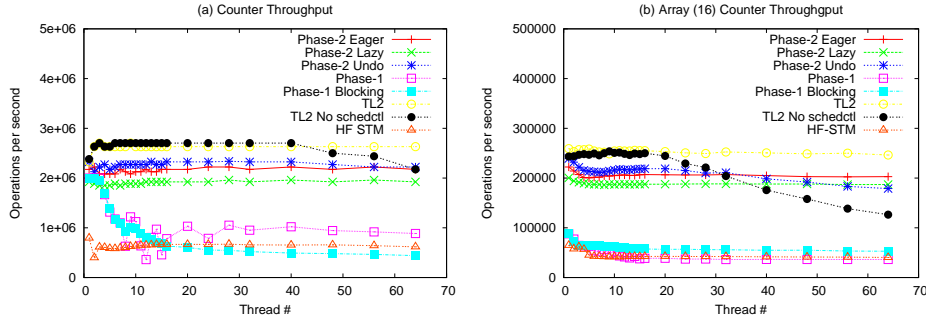 (a) Counter Throughput
5e+06
4e+06
3e+06
2e+06
1e+06
0
Operations per second
0 10 20 30 40 50 60 70
Thread #
Phase-2 Eager
Phase-2 Lazy
Phase-2 Undo
Phase-1
Phase-1 Blocking
TL2
TL2 No schedctl
HF STM
(b) Array (16) Counter Throughgput
500000
400000
300000
200000
100000
0
Operations per second
0 10 20 30 40 50 60 70
Thread #
Phase-2 Eager
Phase-2 Lazy
Phase-2 Undo
Phase-1
Phase-1 Blocking
TL2
TL2 No schedctl
HF-STM